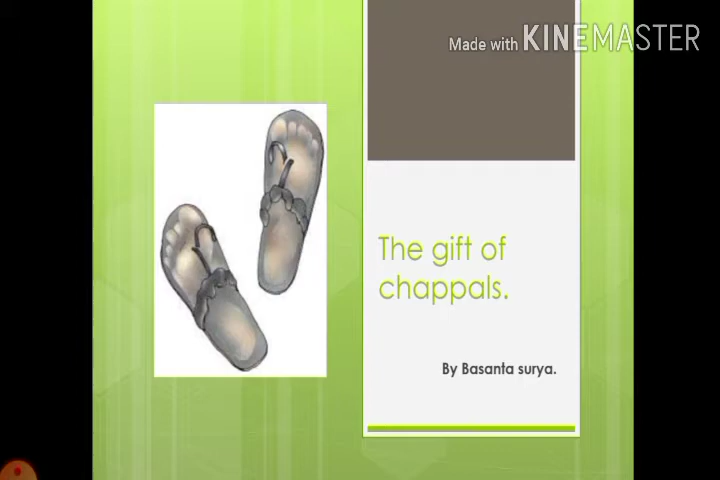 Made with KINEMASTER
The gift of
chappals.
By Basanta surya.